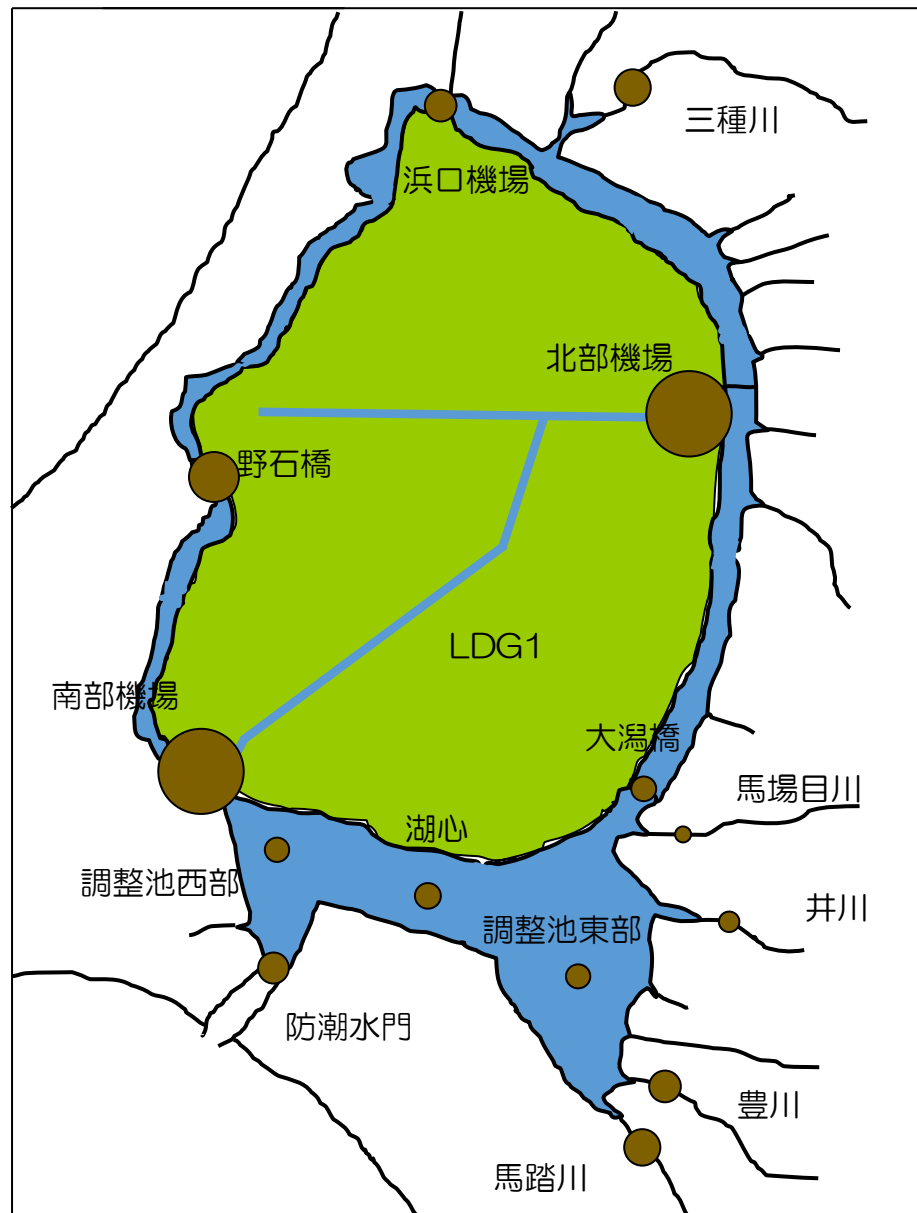 三種川
浜口機場
北部機場
野石橋
LDG1
南部機場
大潟橋
馬場目川
湖心
調整池西部
井川
調整池東部
防潮水門
豊川
馬踏川